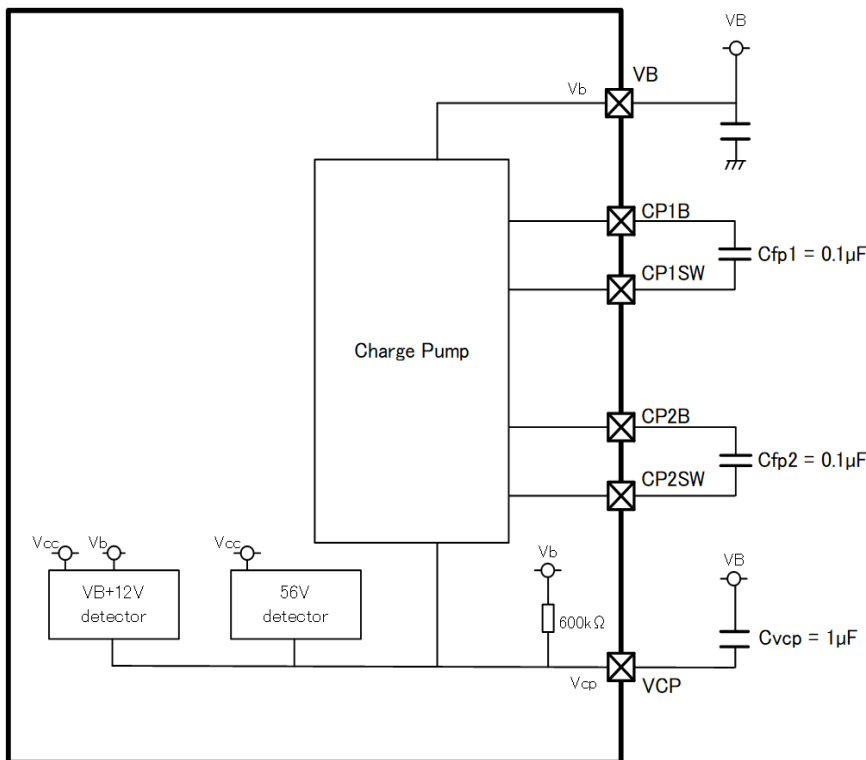 VB
VB
Vb
CP1B
Cfp1 = 0.1µF
CP1SW
Charge Pump
CP2B
Cfp2 = 0.1µF
CP2SW
Vcc
Vb
Vcc
Vb
VB
VB+12V
detector
56V
detector
600kΩ
Cvcp = 1µF
Vcp
VCP